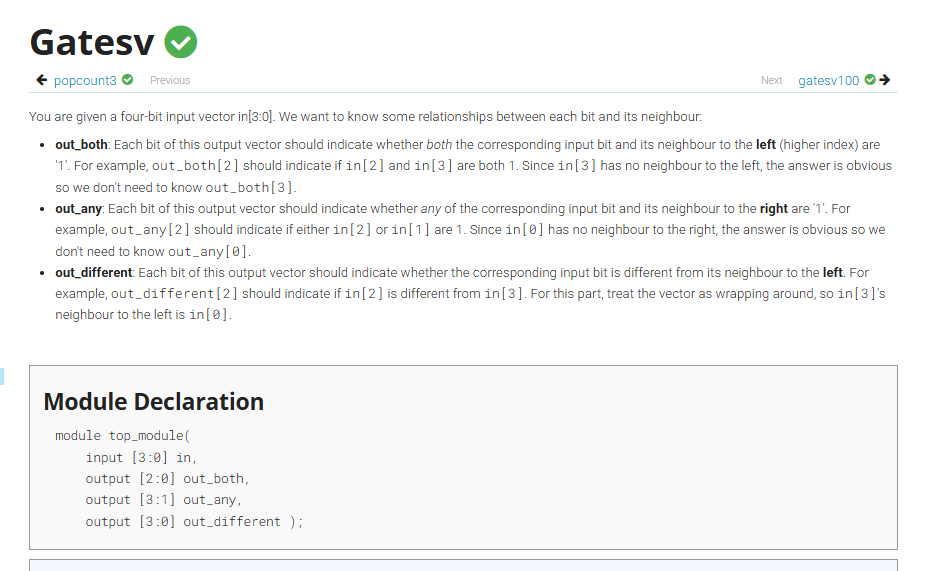 Gatesv
popcount3 Previous Next gatesv100
You are given a four-bit input vector in[3:0]. We want to know some relationships between each bit and its neighbour:
• out_both: Each bit of this output vector should indicate whether both the corresponding input bit and its neighbour to the left (higher index) are
'1'. For example, out_both[2] should indicate if in[2] and in[3] are both 1. Since in[3] has no neighbour to the left, the answer is obvious
so we don't need to know out_both[3].
• out_any: Each bit of this output vector should indicate whether any of the corresponding input bit and its neighbour to the right are '1'. For
example, out_any[2] should indicate if either in[2] or in[1] are 1. Since in[0] has no neighbour to the right, the answer is obvious so we
don't need to know out_any[0].
• out_different: Each bit of this output vector should indicate whether the corresponding input bit is different from its neighbour to the left. For
example, out_different[2] should indicate if in[2] is different from in[3]. For this part, treat the vector as wrapping around, so in[3]'s
neighbour to the left is in[0].
Module Declaration
module top_module(
input [3:0] in,
output [2:0] out_both,
output [3:1] out_any,
output [3:0] out_different );